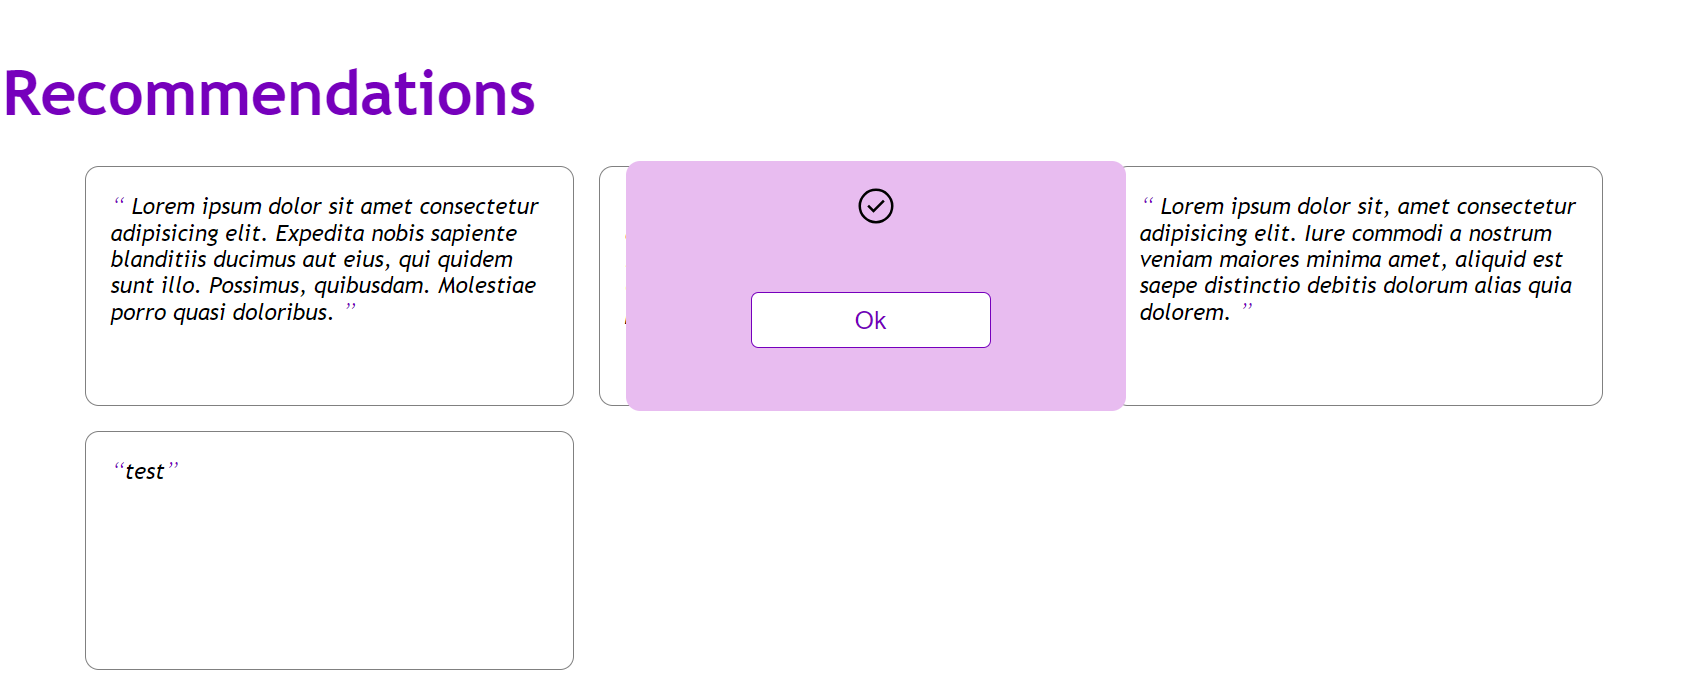 Recommendations
“ Lorem ipsum dolor sit amet consectetur
adipisicing elit. Expedita nobis sapiente
blanditiis ducimus aut eius, qui quidem
sunt illo. Possimus, quibusdam. Molestiae
porro quasi doloribus. ”
Ok
“ Lorem ipsum dolor sit, amet consectetur
adipisicing elit. Iure commodi a nostrum
veniam maiores minima amet, aliquid est
saepe distinctio debitis dolorum alias quia
dolorem. ”
“test”